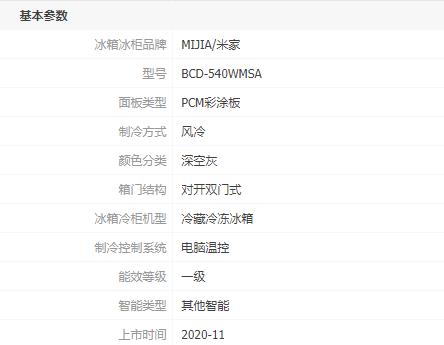 基本参数
冰箱冰柜品牌 MIJIA/米家
型号 BCD-540WMSA
面板类型 PCM彩涂板
制冷方式 风冷
颜色分类 深空灰
箱门结构 对开双门式
冰箱冷柜机型 冷藏冷冻冰箱
制冷控制系统 电脑温控
能效等级 一级
智能类型 其他智能
上市时间 2020-11